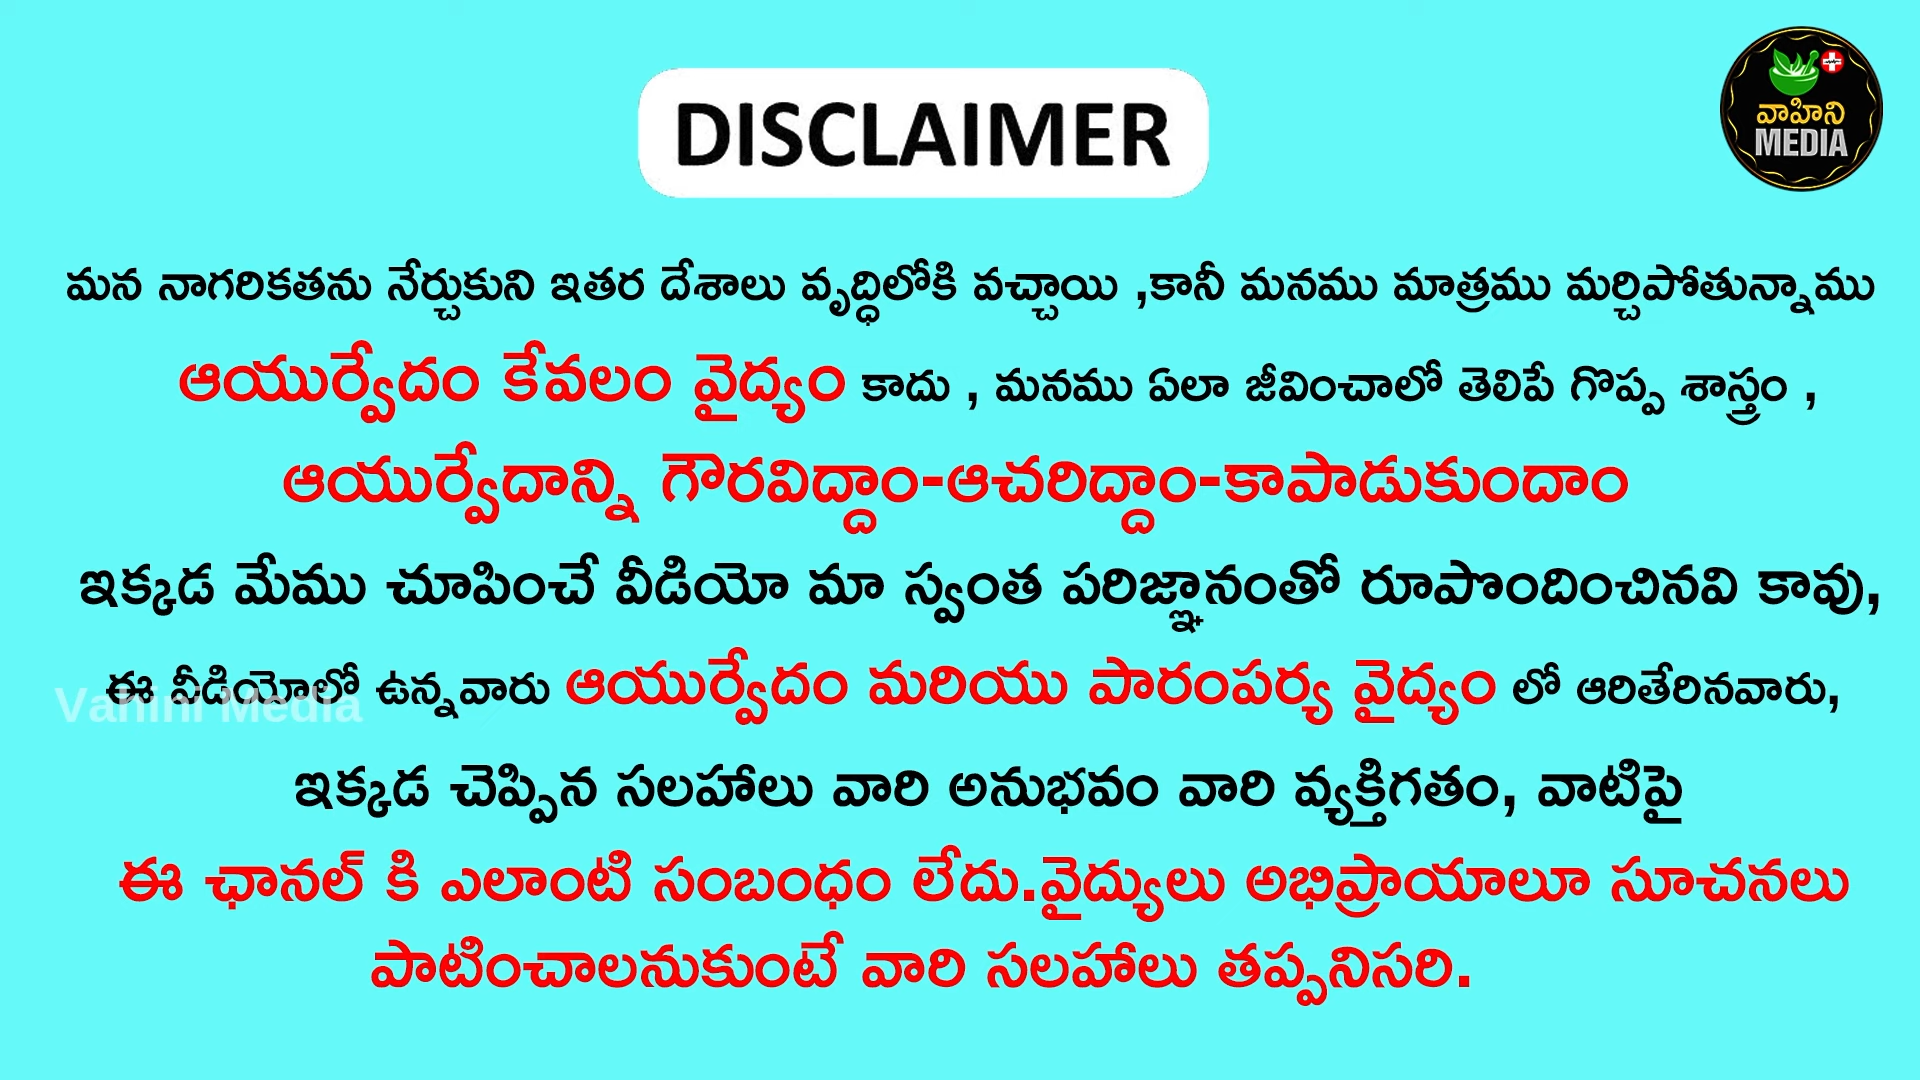 DISCLAIMER
వాహిని
MEDIA
మన నాగరికతను నేర్చుకుని ఇతర దేశాలు వృద్ధిలోకి వచ్చాయి ,కానీ మనము మాత్రము మర్చిపోతున్నాము
ఆయుర్వేదం కేవలం వైద్యం కాదు , మనము ఏలా జీవించాలో తెలిపే గొప్ప శాస్త్రం ,
ఆయుర్వేదాన్ని గౌరవిద్దాం-ఆచరిద్దాం-కాపాడుకుందాం
ఇక్కడ మేము చూపించే వీడియో మా స్వంత పరిజ్ఞానంతో రూపొందించినవి కావు,
ఈ వీడియోలో ఉన్నవారు ఆయుర్వేదం మరియు పారంపర్య వైద్యం లో ఆరితేరినవారు,
Vahini Media
ఇక్కడ చెప్పిన సలహాలు వారి అనుభవం వారి వ్యక్తిగతం, వాటిపై
ఈ ఛానల్ కి ఎలాంటి సంబంధం లేదు.వైద్యులు అభిప్రాయాలూ సూచనలు
పాటించాలనుకుంటే వారి సలహాలు తప్పనిసరి.